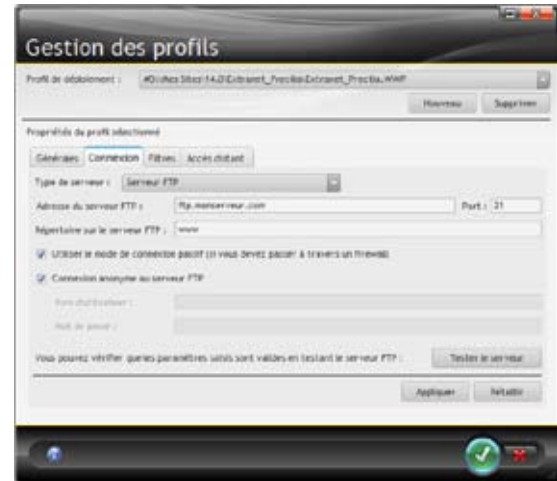 Gestion des profils
Profil de déploiement :
Nouveau Supprimer
Propriétés du profil sélectionné
Générales Connexion Filtres Accès distant
Type de serveur : Serveur FTP
Adresse du serveur FTP : ftp.monserveur.com Port : 21
Répertoire sur le serveur FTP : www
Utiliser le mode de connexion passif (si vous devez passer à travers un firewall)
Connexion anonyme au serveur FTP
Nom d'utilisateur :
Mot de passe :
Vous pouvez vérifier que les paramètres saisis sont valides en testant le serveur FTP : Tester le serveur
Appliquer Rétablir